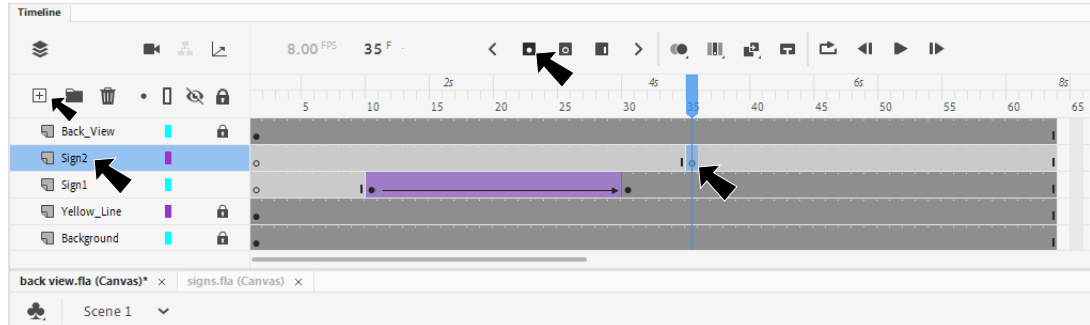 Timeline
8.00 FPS 35 F
2s 4s 6s 8s
5 10 15 20 25 30 35 40 45 50 55 60 65
Back_View
Sign2
Sign1
Yellow_Line
Background
back view.fla (Canvas)* × signs.fla (Canvas) ×
Scene 1